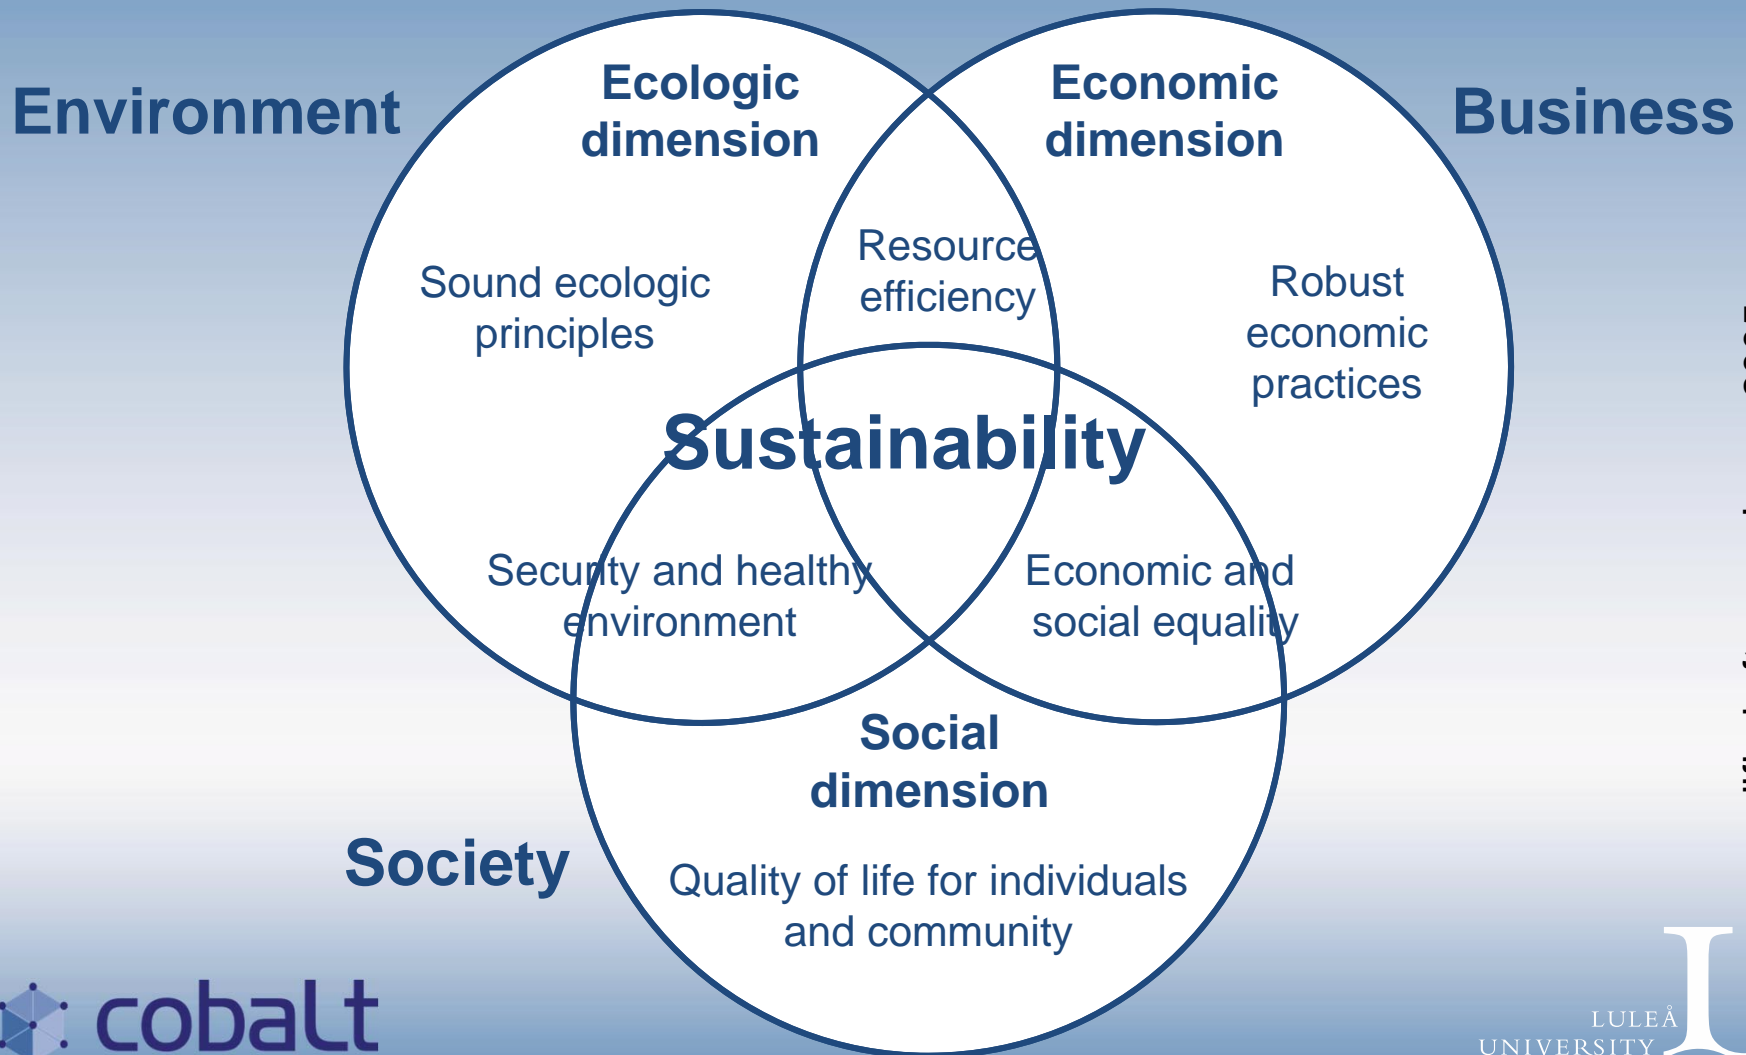 Environment
Ecologic
dimension
Economic
dimension
Business
Sound ecologic
principles
Resource
efficiency
Robust
economic
practices
Sustainability
Security and healthy
environment
Economic and
social equality
Social
dimension
Society
Quality of life for individuals
and community
cobalt
LULEÅ
UNIVERSITY